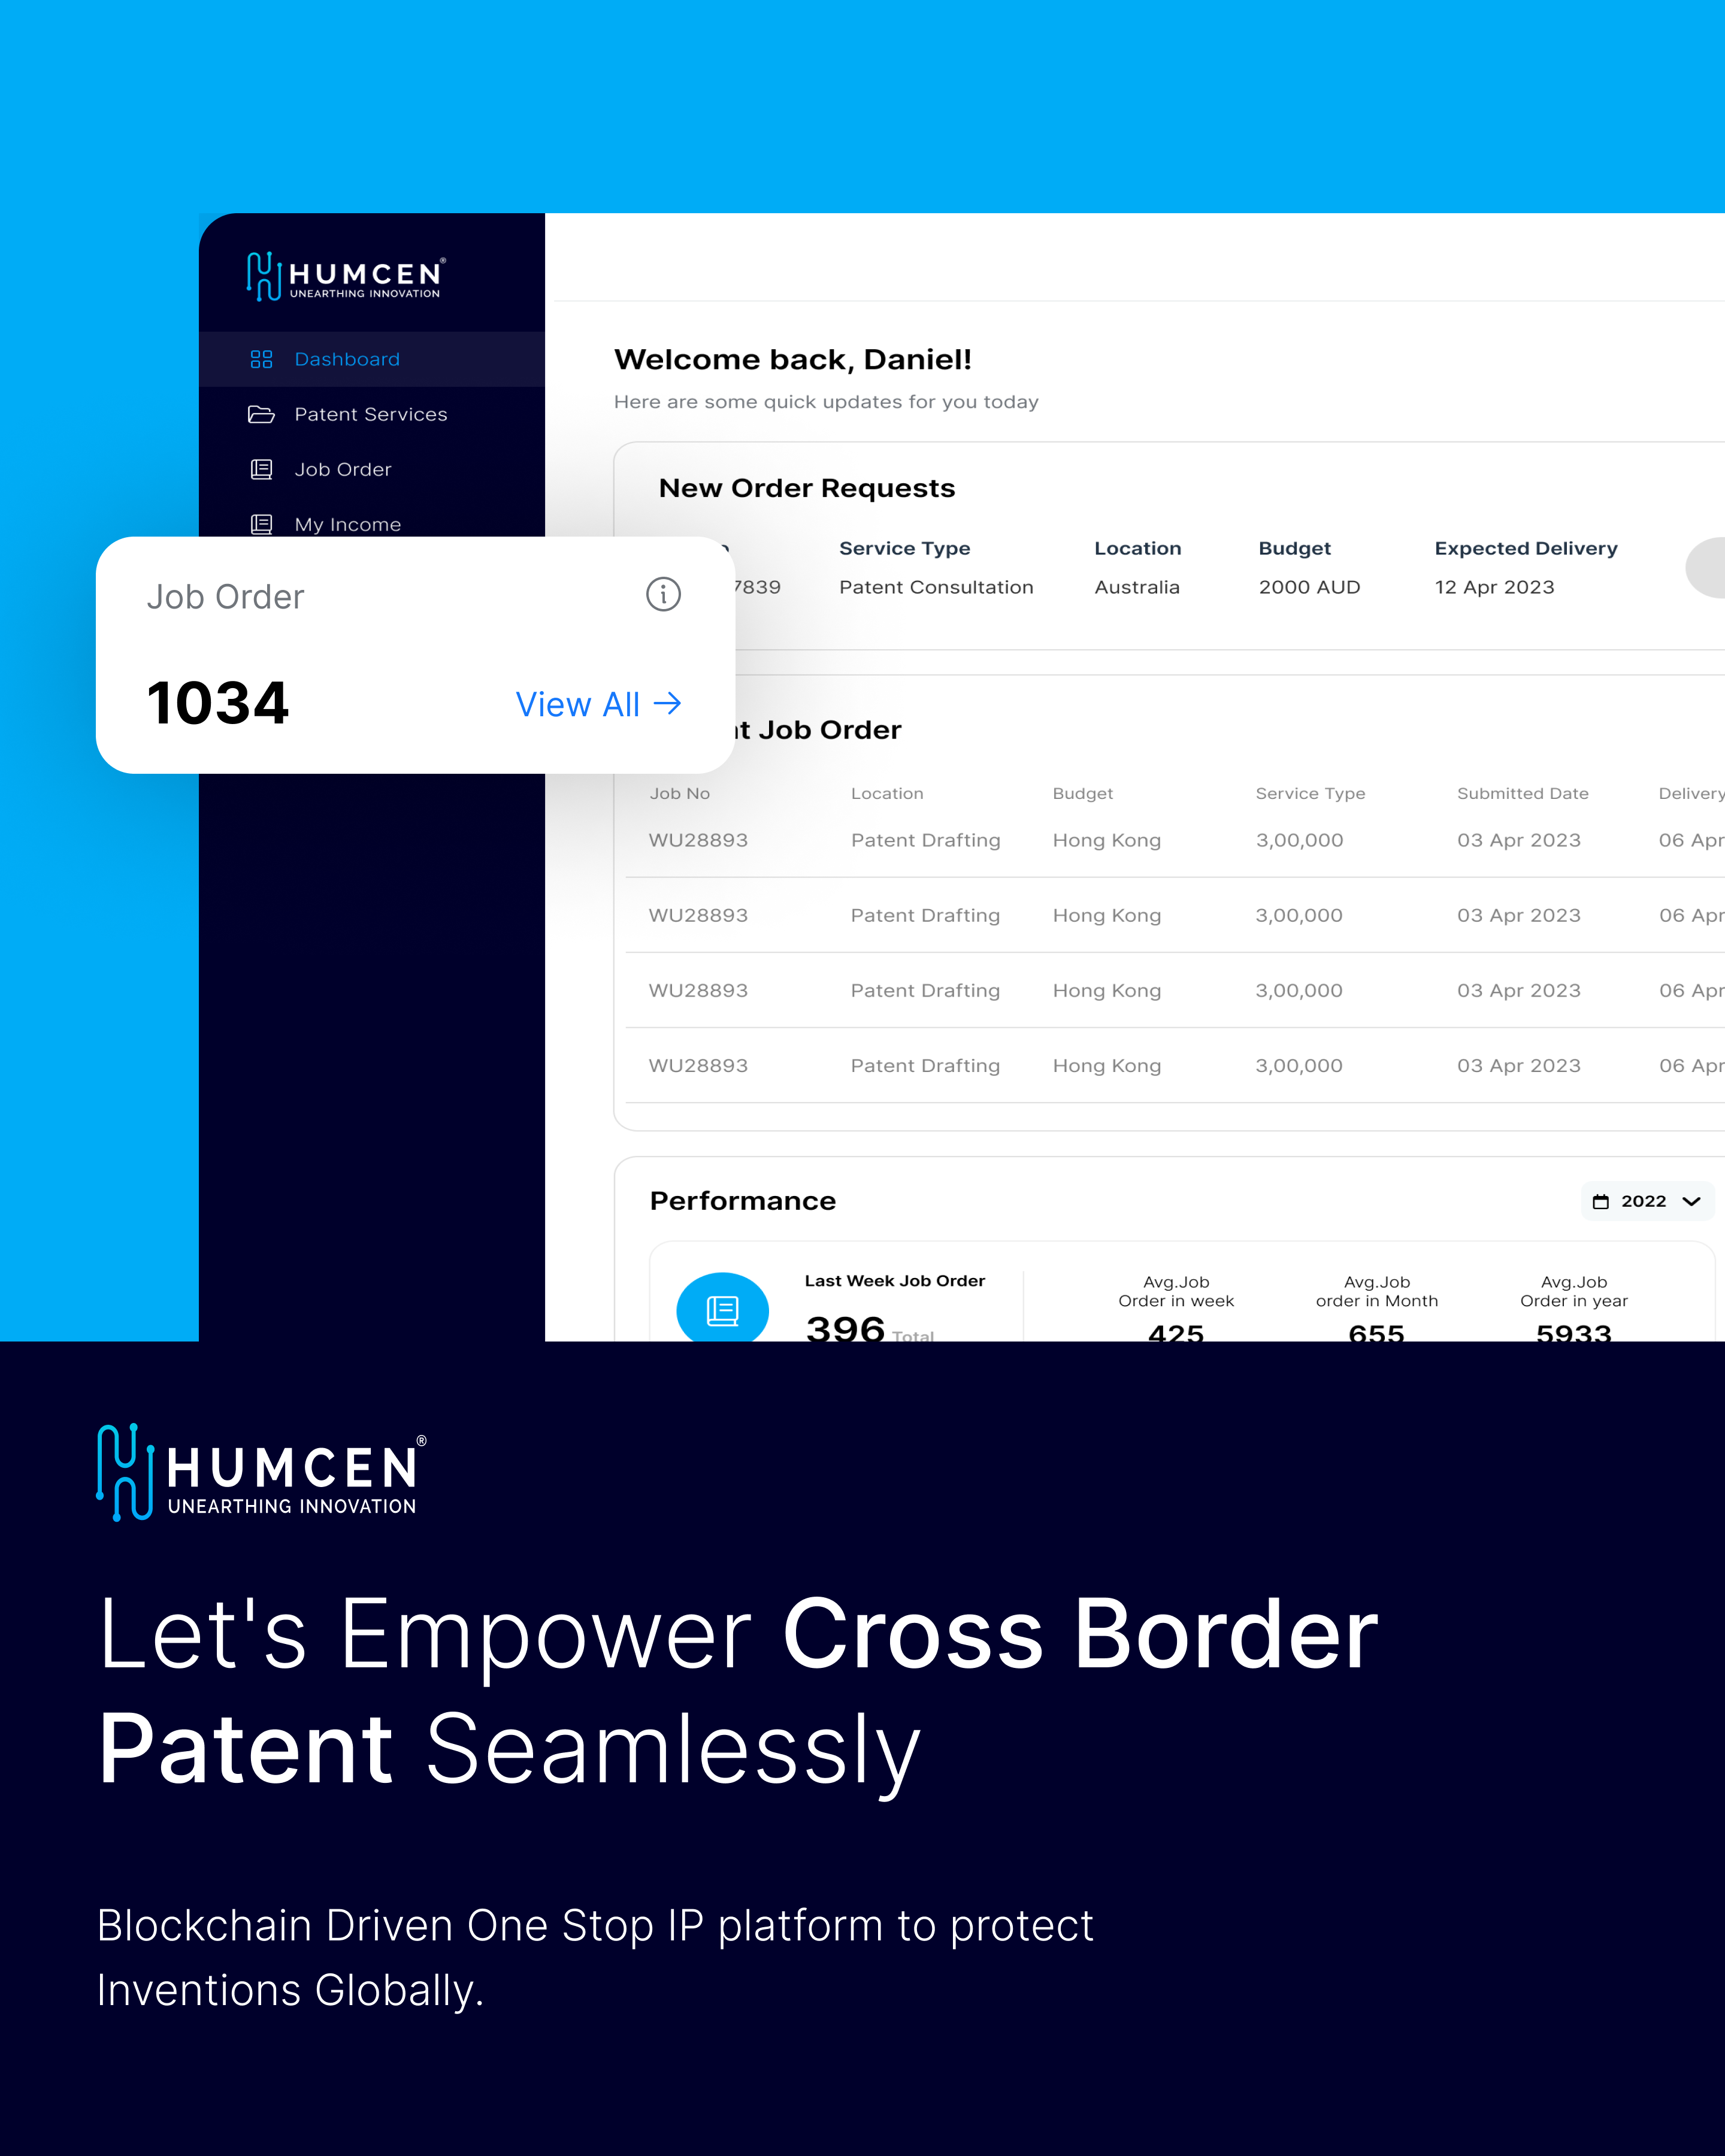 HUMCEN®
UNEARTHING INNOVATION
Dashboard
Patent Services
Job Order
My Income
Welcome back, Daniel!
Here are some quick updates for you today
New Order Requests
Service Type Location Budget Expected Delivery
7839 Patent Consultation Australia 2000 AUD 12 Apr 2023
Job Order
1034 View All →
Job Order
Job No Location Budget Service Type Submitted Date Delivery
WU28893 Patent Drafting Hong Kong 3,00,000 03 Apr 2023 06 Apr
WU28893 Patent Drafting Hong Kong 3,00,000 03 Apr 2023 06 Apr
WU28893 Patent Drafting Hong Kong 3,00,000 03 Apr 2023 06 Apr
WU28893 Patent Drafting Hong Kong 3,00,000 03 Apr 2023 06 Apr
Performance 2022
Last Week Job Order
396 Total
Avg.Job
Order in week
425
Avg.Job
order in Month
655
Avg.Job
Order in year
5933
HUMCEN®
UNEARTHING INNOVATION
Let's Empower Cross Border
Patent Seamlessly
Blockchain Driven One Stop IP platform to protect
Inventions Globally.